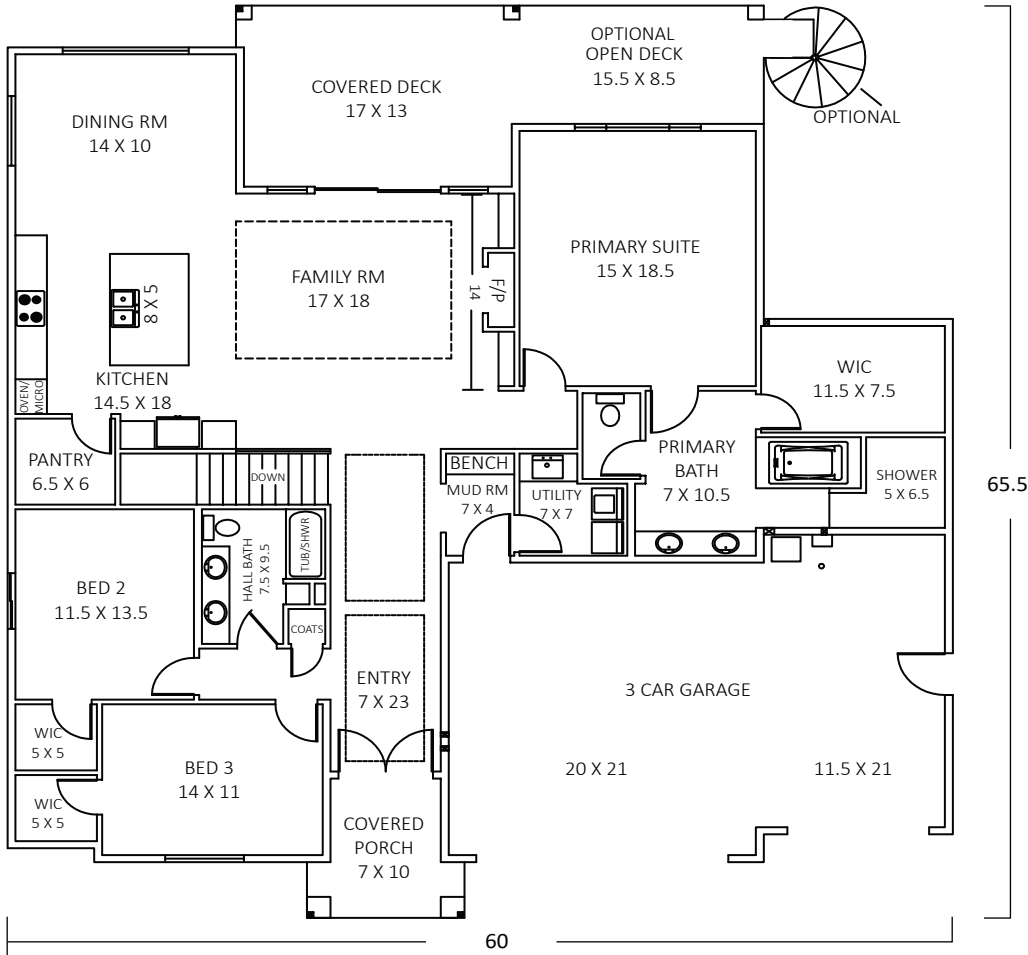 OPTIONAL
OPEN DECK
15.5 X 8.5
COVERED DECK
17 X 13
OPTIONAL
DINING RM
14 X 10
PRIMARY SUITE
15 X 18.5
FAMILY RM
17 X 18
F/P
14
8 X 5
WIC
11.5 X 7.5
KITCHEN
14.5 X 18
OVEN/
MICRO
PRIMARY
BATH
7 X 10.5
PANTRY
6.5 X 6
DOWN
BENCH
MUD RM
7 X 4
UTILITY
7 X 7
SHOWER
5 X 6.5
65.5
HALL BATH
7.5 X 9.5
TUB/SHWR
BED 2
11.5 X 13.5
COATS
ENTRY
7 X 23
3 CAR GARAGE
WIC
5 X 5
BED 3
14 X 11
20 X 21
11.5 X 21
WIC
5 X 5
COVERED
PORCH
7 X 10
60